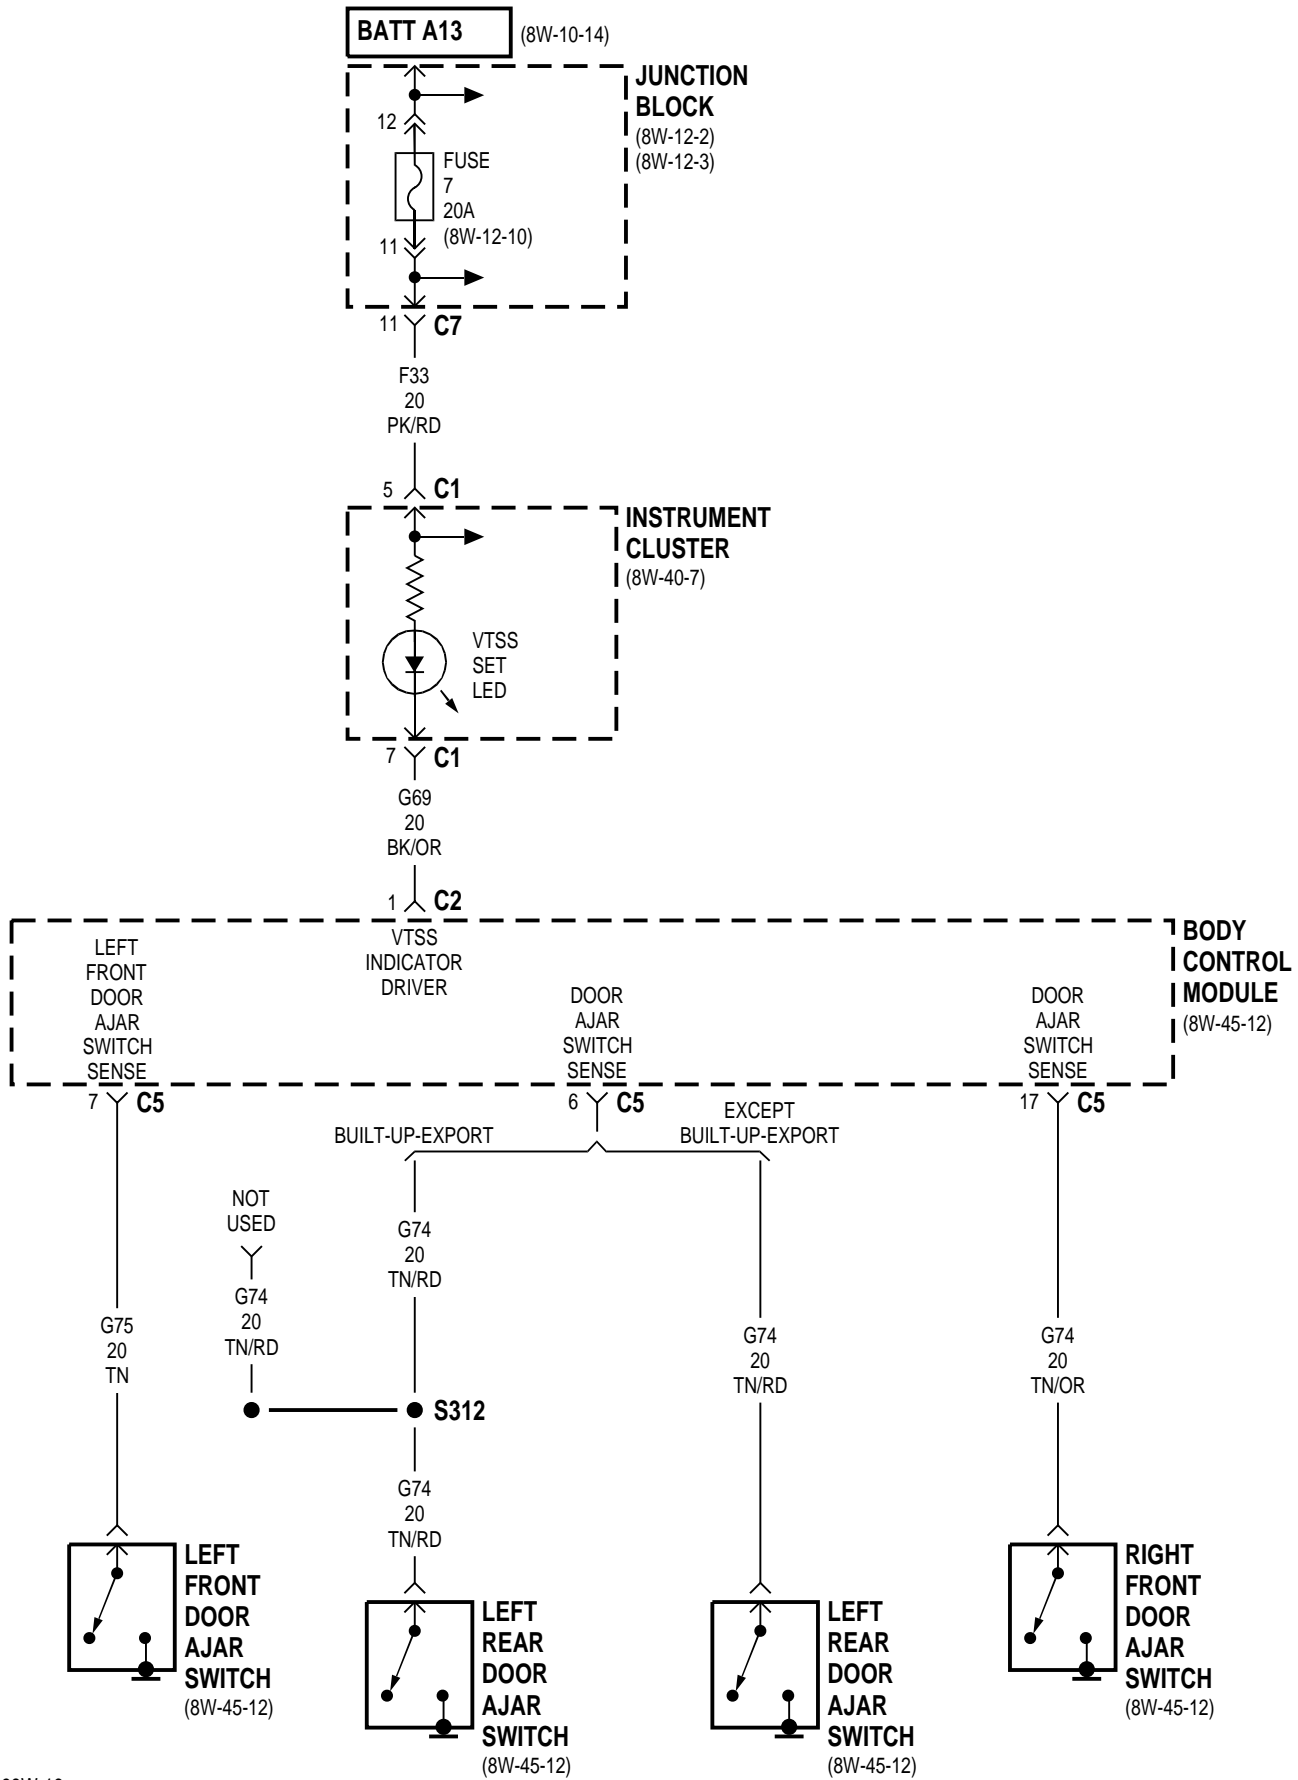 BATT A13
(8W-10-14)
JUNCTION
BLOCK
(8W-12-2)
(8W-12-3)
12
FUSE
7
20A
(8W-12-10)
11
11
C7
F33
20
PK/RD
5
C1
INSTRUMENT
CLUSTER
(8W-40-7)
VTSS
SET
LED
7
C1
G69
20
BK/OR
1
C2
BODY
CONTROL
MODULE
(8W-45-12)
LEFT
FRONT
DOOR
AJAR
SWITCH
SENSE
VTSS
INDICATOR
DRIVER
DOOR
AJAR
SWITCH
SENSE
DOOR
AJAR
SWITCH
SENSE
7
C5
6
C5
17
C5
BUILT-UP-EXPORT
EXCEPT
BUILT-UP-EXPORT
NOT
USED
G74
20
TN/RD
G74
20
TN/RD
G75
20
TN
G74
20
TN/RD
G74
20
TN/OR
S312
G74
20
TN/RD
LEFT
FRONT
DOOR
AJAR
SWITCH
(8W-45-12)
LEFT
REAR
DOOR
AJAR
SWITCH
(8W-45-12)
LEFT
REAR
DOOR
AJAR
SWITCH
(8W-45-12)
RIGHT
FRONT
DOOR
AJAR
SWITCH
(8W-45-12)